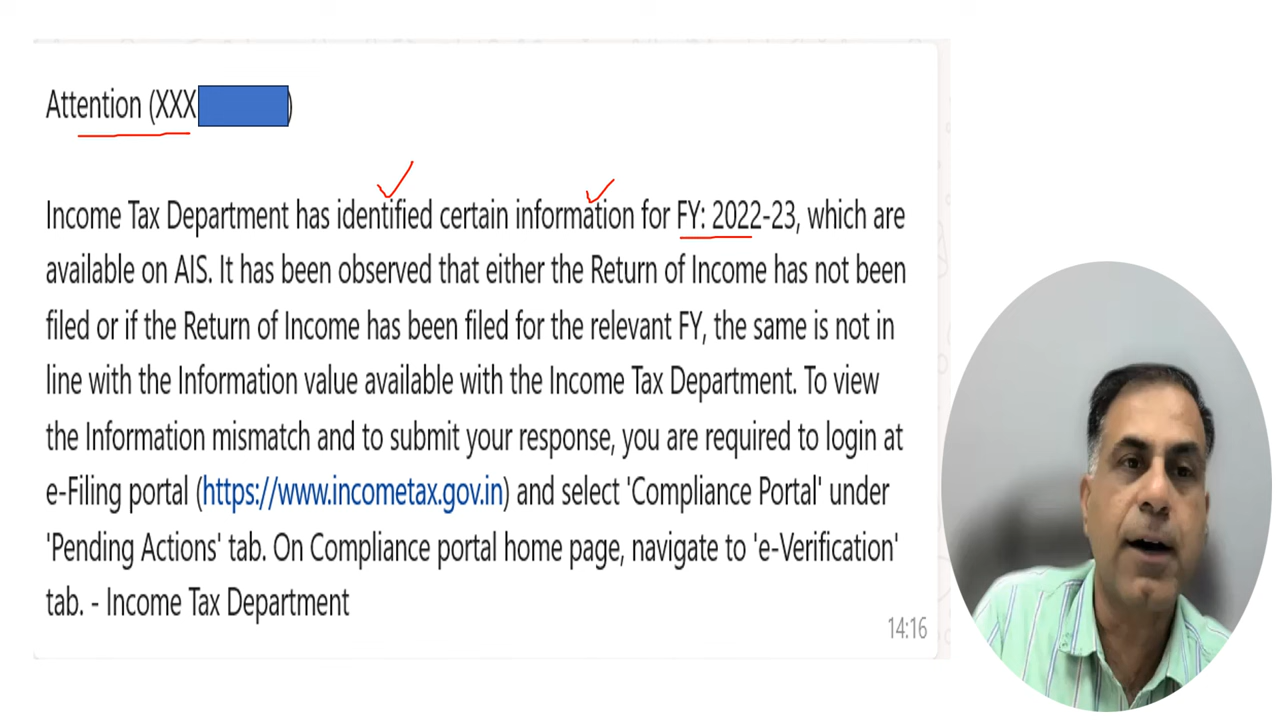 Attention (XXX )
Income Tax Department has identified certain information for FY: 2022-23, which are
available on AIS. It has been observed that either the Return of Income has not been
filed or if the Return of Income has been filed for the relevant FY, the same is not in
line with the Information value available with the Income Tax Department. To view
the Information mismatch and to submit your response, you are required to login at
e-Filing portal (https://www.incometax.gov.in) and select 'Compliance Portal' under
'Pending Actions' tab. On Compliance portal home page, navigate to 'e-Verification'
tab. - Income Tax Department
14:16